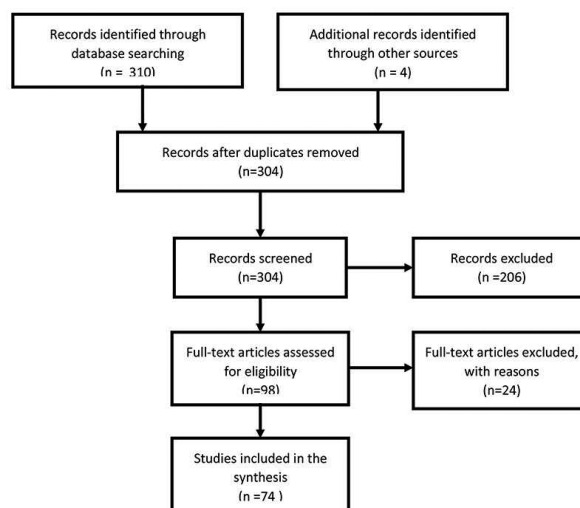 Records identified through
database searching
(n = 310)
Additional records identified
through other sources
(n = 4)
Records after duplicates removed
(n=304)
Records screened
(n=304)
Records excluded
(n =206)
Full-text articles assessed
for eligibility
(n=98)
Full-text articles excluded,
with reasons
(n=24)
Studies included in the
synthesis
(n =74 )